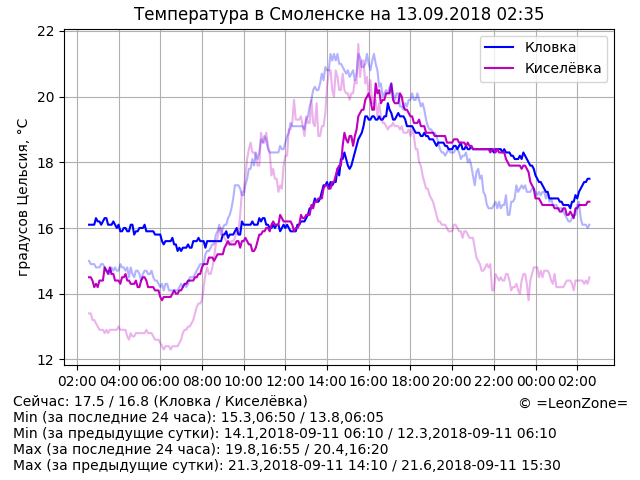 Температура в Смоленске на 13.09.2018 02:35
Кловка
Киселёвка
градусов Цельсия, °C
22
20
18
16
14
12
02:00 04:00 06:00 08:00 10:00 12:00 14:00 16:00 18:00 20:00 22:00 00:00 02:00
Сейчас: 17.5 / 16.8 (Кловка / Киселёвка)
© =LeonZone=
Min (за последние 24 часа): 15.3,06:50 / 13.8,06:05
Min (за предыдущие сутки): 14.1,2018-09-11 06:10 / 12.3,2018-09-11 06:10
Max (за последние 24 часа): 19.8,16:55 / 20.4,16:20
Max (за предыдущие сутки): 21.3,2018-09-11 14:10 / 21.6,2018-09-11 15:30